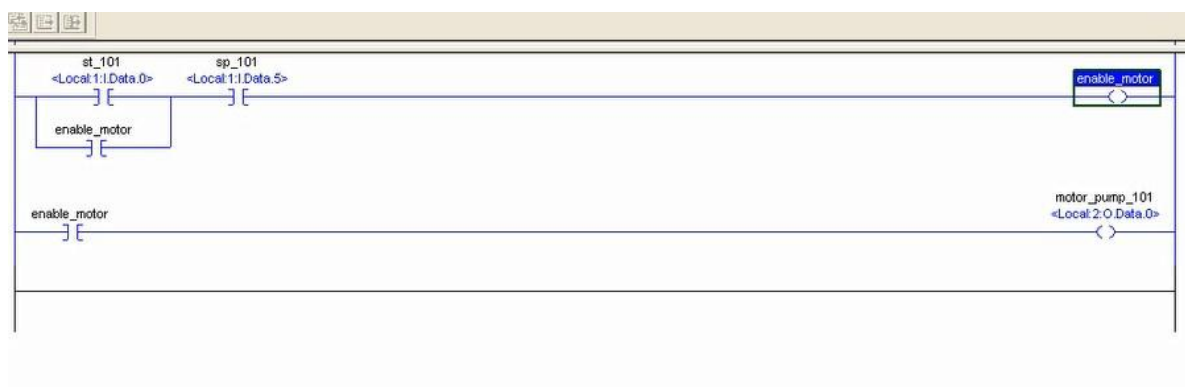 st_101
<Local:1:I.Data.0>
sp_101
<Local:1:I.Data.5>
enable_motor
enable_motor
enable_motor
motor_pump_101
<Local:2:O.Data.0>